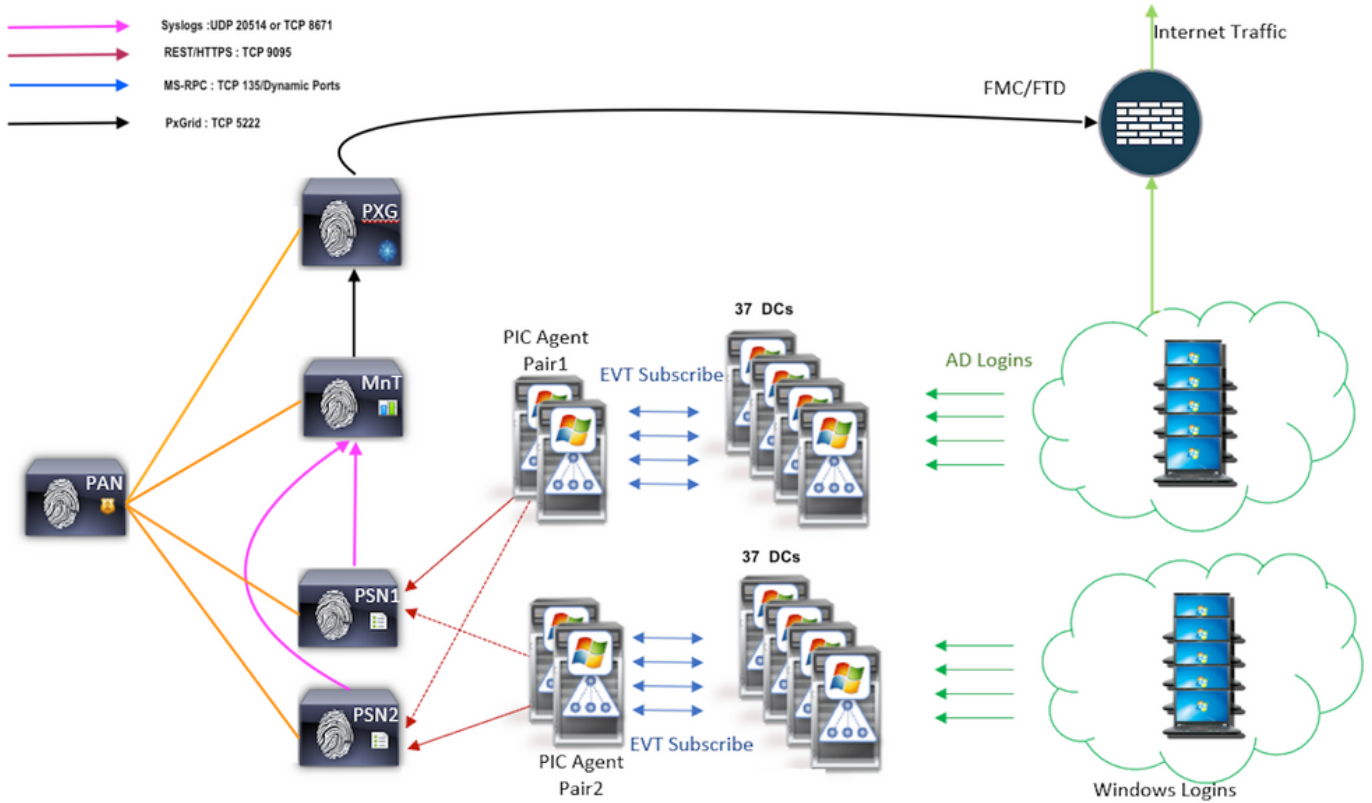 Syslogs :UDP 20514 or TCP 8671
REST/HTTPS : TCP 9095
MS-RPC : TCP 135/Dynamic Ports
PxGrid : TCP 5222
Internet Traffic
FMC/FTD
PXG
37 DCs
PIC Agent
Pair1
EVT Subscribe
AD Logins
MnT
PAN
37 DCs
PSN1
PSN2
EVT Subscribe
PIC Agent
Pair2
Windows Logins